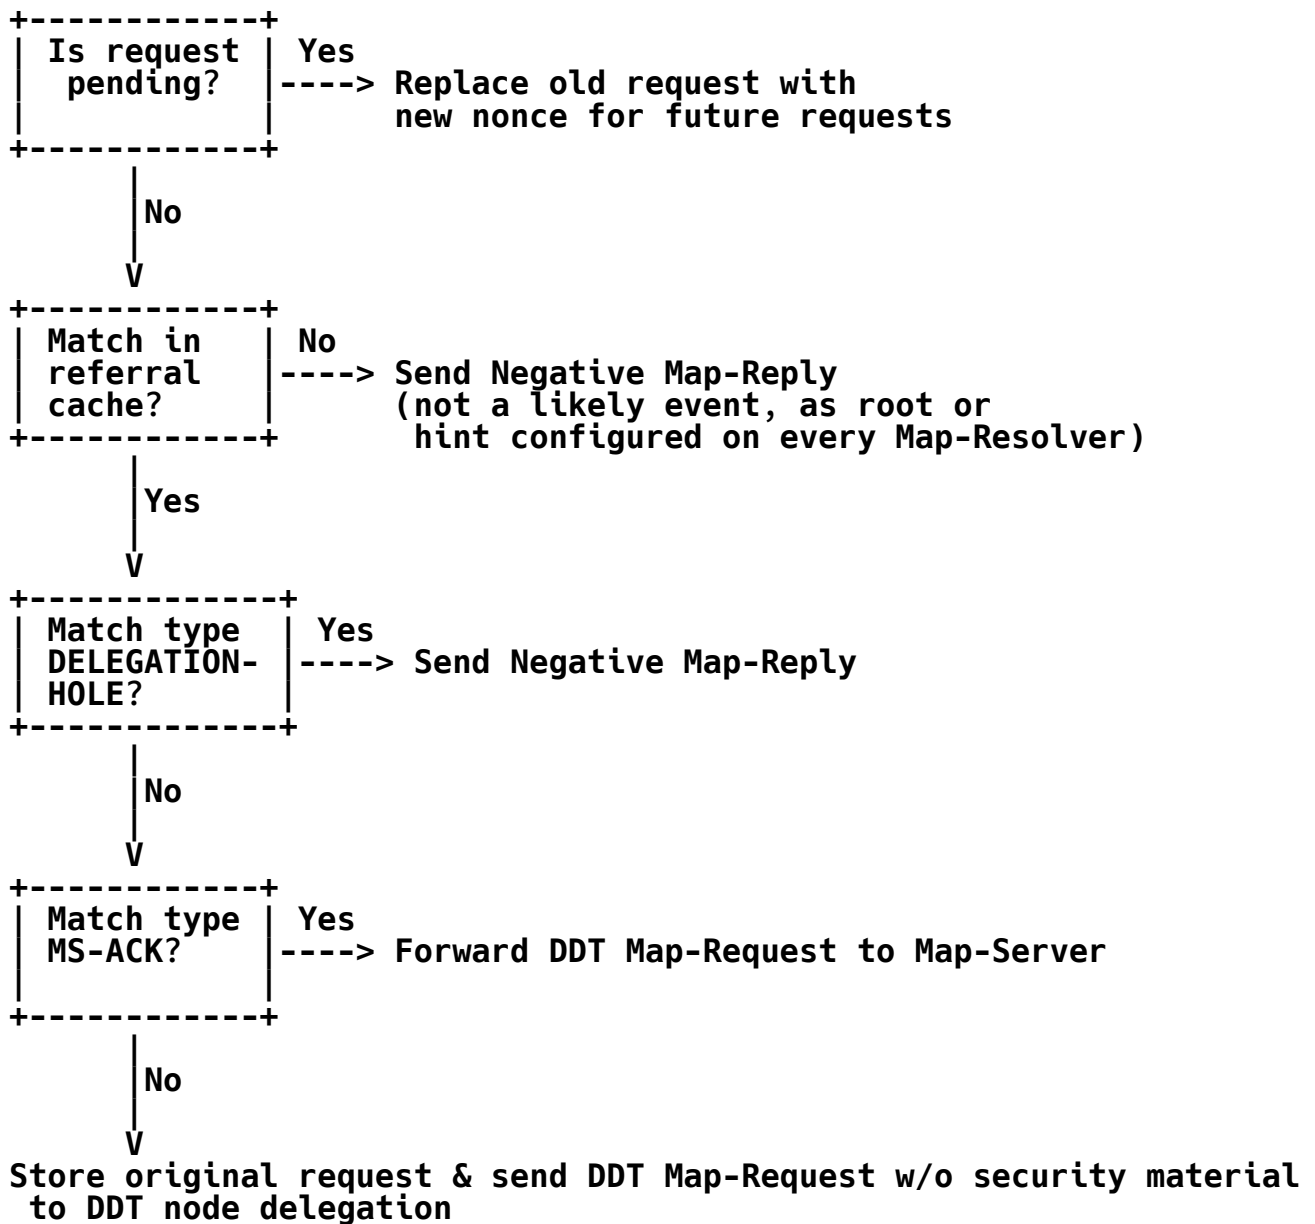 +------------+
| Is request | Yes
|  pending?  |----> Replace old request with
|            |      new nonce for future requests
+------------+
      |
      |No
      |
      V
+------------+
| Match in   | No
| referral   |----> Send Negative Map-Reply
| cache?     |      (not a likely event, as root or
+------------+       hint configured on every Map-Resolver)
      |
      |Yes
      |
      V
+-------------+
| Match type  | Yes
| DELEGATION- |----> Send Negative Map-Reply
| HOLE?       |
+-------------+
      |
      |No
      |
      V
+------------+
| Match type | Yes
| MS-ACK?    |----> Forward DDT Map-Request to Map-Server
|            |
+------------+
      |
      |No
      |
      V
Store original request & send DDT Map-Request w/o security material
 to DDT node delegation